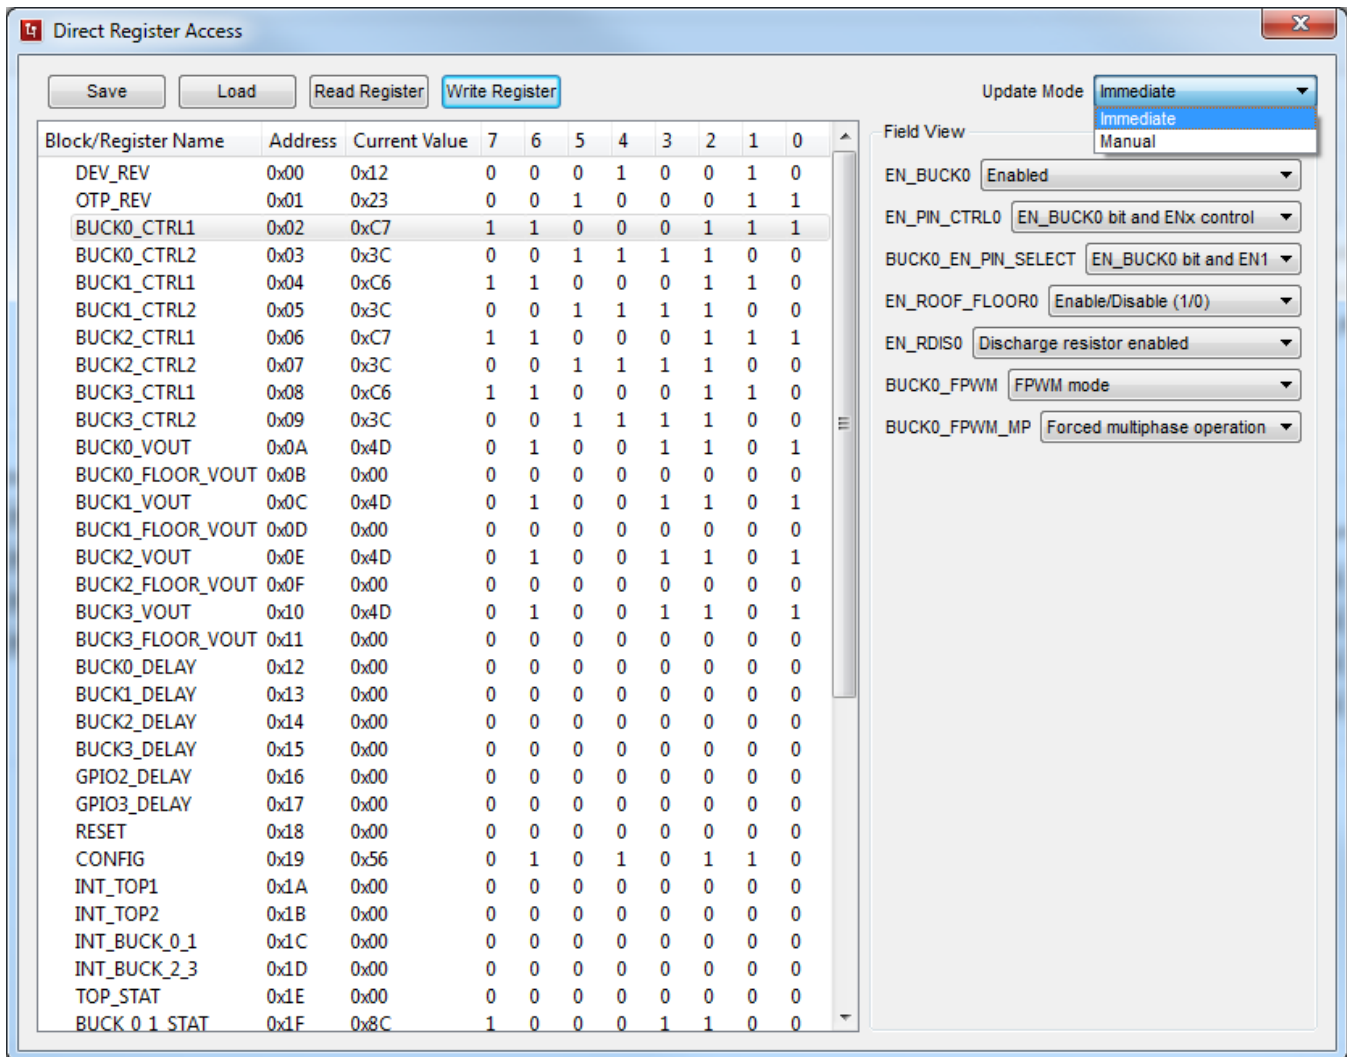 Direct Register Access
Save Load Read Register Write Register Update Mode Immediate
Immediate
Manual
Block/Register Name Address Current Value 7 6 5 4 3 2 1 0
DEV_REV 0x00 0x12 0 0 0 1 0 0 1 0
OTP_REV 0x01 0x23 0 0 1 0 0 0 1 1
BUCK0_CTRL1 0x02 0xC7 1 1 0 0 0 1 1 1
BUCK0_CTRL2 0x03 0x3C 0 0 1 1 1 1 0 0
BUCK1_CTRL1 0x04 0xC6 1 1 0 0 0 1 1 0
BUCK1_CTRL2 0x05 0x3C 0 0 1 1 1 1 0 0
BUCK2_CTRL1 0x06 0xC7 1 1 0 0 0 1 1 1
BUCK2_CTRL2 0x07 0x3C 0 0 1 1 1 1 0 0
BUCK3_CTRL1 0x08 0xC6 1 1 0 0 0 1 1 0
BUCK3_CTRL2 0x09 0x3C 0 0 1 1 1 1 0 0
BUCK0_VOUT 0x0A 0x4D 0 1 0 0 1 1 0 1
BUCK0_FLOOR_VOUT 0x0B 0x00 0 0 0 0 0 0 0 0
BUCK1_VOUT 0x0C 0x4D 0 1 0 0 1 1 0 1
BUCK1_FLOOR_VOUT 0x0D 0x00 0 0 0 0 0 0 0 0
BUCK2_VOUT 0x0E 0x4D 0 1 0 0 1 1 0 1
BUCK2_FLOOR_VOUT 0x0F 0x00 0 0 0 0 0 0 0 0
BUCK3_VOUT 0x10 0x4D 0 1 0 0 1 1 0 1
BUCK3_FLOOR_VOUT 0x11 0x00 0 0 0 0 0 0 0 0
BUCK0_DELAY 0x12 0x00 0 0 0 0 0 0 0 0
BUCK1_DELAY 0x13 0x00 0 0 0 0 0 0 0 0
BUCK2_DELAY 0x14 0x00 0 0 0 0 0 0 0 0
BUCK3_DELAY 0x15 0x00 0 0 0 0 0 0 0 0
GPIO2_DELAY 0x16 0x00 0 0 0 0 0 0 0 0
GPIO3_DELAY 0x17 0x00 0 0 0 0 0 0 0 0
RESET 0x18 0x00 0 0 0 0 0 0 0 0
CONFIG 0x19 0x56 0 1 0 1 0 1 1 0
INT_TOP1 0x1A 0x00 0 0 0 0 0 0 0 0
INT_TOP2 0x1B 0x00 0 0 0 0 0 0 0 0
INT_BUCK_0_1 0x1C 0x00 0 0 0 0 0 0 0 0
INT_BUCK_2_3 0x1D 0x00 0 0 0 0 0 0 0 0
TOP_STAT 0x1E 0x00 0 0 0 0 0 0 0 0
BUCK_0_1_STAT 0x1F 0x8C 1 0 0 0 1 1 0 0
Field View
EN_BUCK0 Enabled
EN_PIN_CTRL0 EN_BUCK0 bit and ENx control
BUCK0_EN_PIN_SELECT EN_BUCK0 bit and EN1
EN_ROOF_FLOOR0 Enable/Disable (1/0)
EN_RDIS0 Discharge resistor enabled
BUCK0_FPWM FPWM mode
BUCK0_FPWM_MP Forced multiphase operation